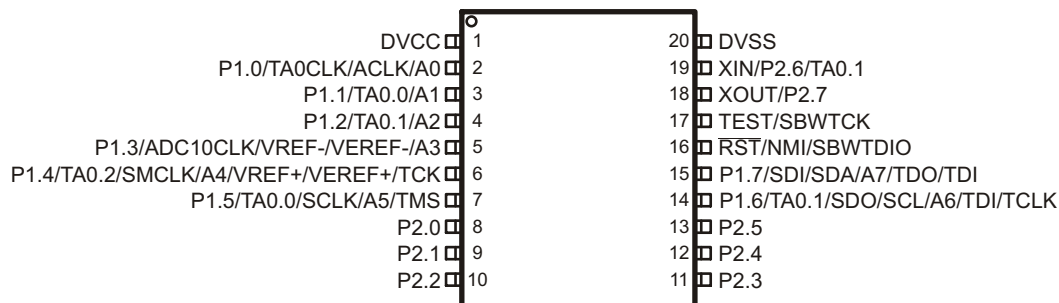 DVCC 1 20 DVSS
P1.0/TA0CLK/ACLK/A0 2 19 XIN/P2.6/TA0.1
P1.1/TA0.0/A1 3 18 XOUT/P2.7
P1.2/TA0.1/A2 4 17 TEST/SBWTCK
P1.3/ADC10CLK/VREF-/VEREF-/A3 5 16 RST/NMI/SBWTDIO
P1.4/TA0.2/SMCLK/A4/VREF+/VEREF+/TCK 6 15 P1.7/SDI/SDA/A7/TDO/TDI
P1.5/TA0.0/SCLK/A5/TMS 7 14 P1.6/TA0.1/SDO/SCL/A6/TDI/TCLK
P2.0 8 13 P2.5
P2.1 9 12 P2.4
P2.2 10 11 P2.3